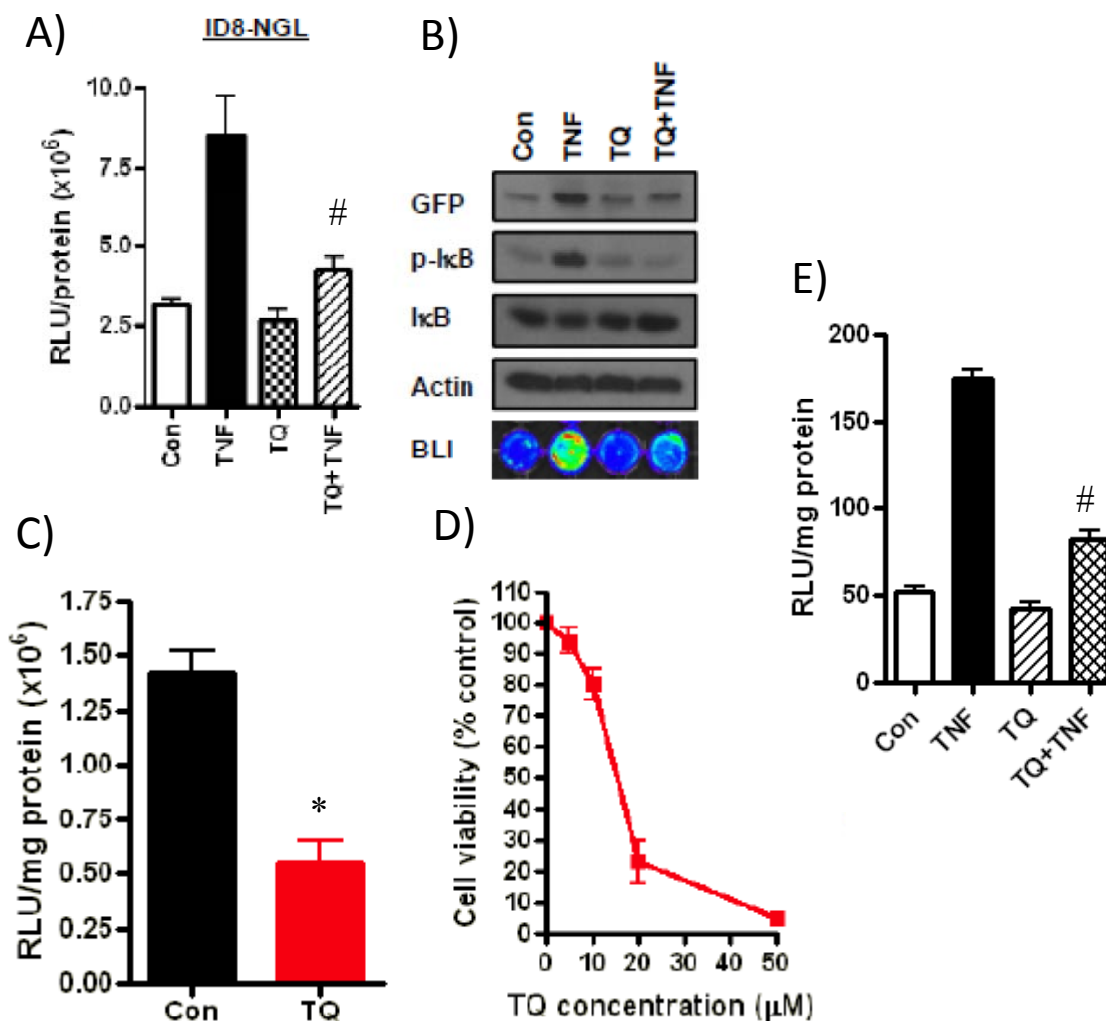 A)
ID8-NGL
RLU/protein (x10⁶)
10.0
7.5
5.0
2.5
0.0
#
Con
TNF
TQ
TQ+TNF
B)
Con
TNF
TQ
TQ+TNF
GFP
p-IκB
IκB
Actin
BLI
C)
RLU/mg protein (x10⁶)
1.75
1.50
1.25
1.00
0.75
0.50
0.25
0.00
*
Con
TQ
D)
Cell viability (% control)
110
100
90
80
70
60
50
40
30
20
10
0
0 10 20 30 40 50
TQ concentration (μM)
E)
RLU/mg protein
200
150
100
50
0
#
Con
TNF
TQ
TQ+TNF